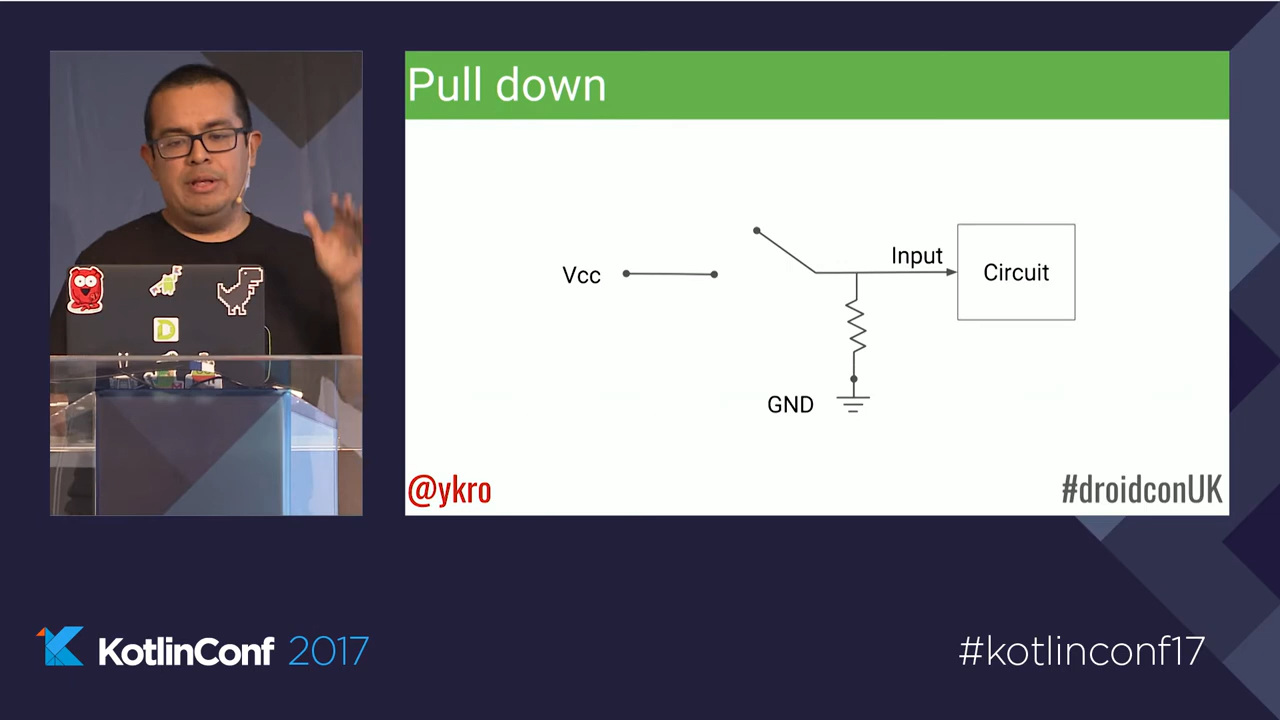 Pull down
Vcc
Input
Circuit
GND
@ykro
#droidconUK
D
KotlinConf 2017
#kotlinconf17